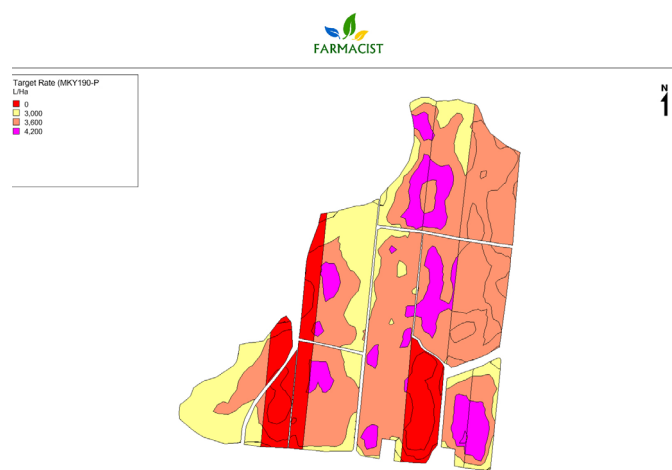 FARMACIST
Target Rate (MKY190-P
L/Ha
0
3,000
3,600
4,200
N
1